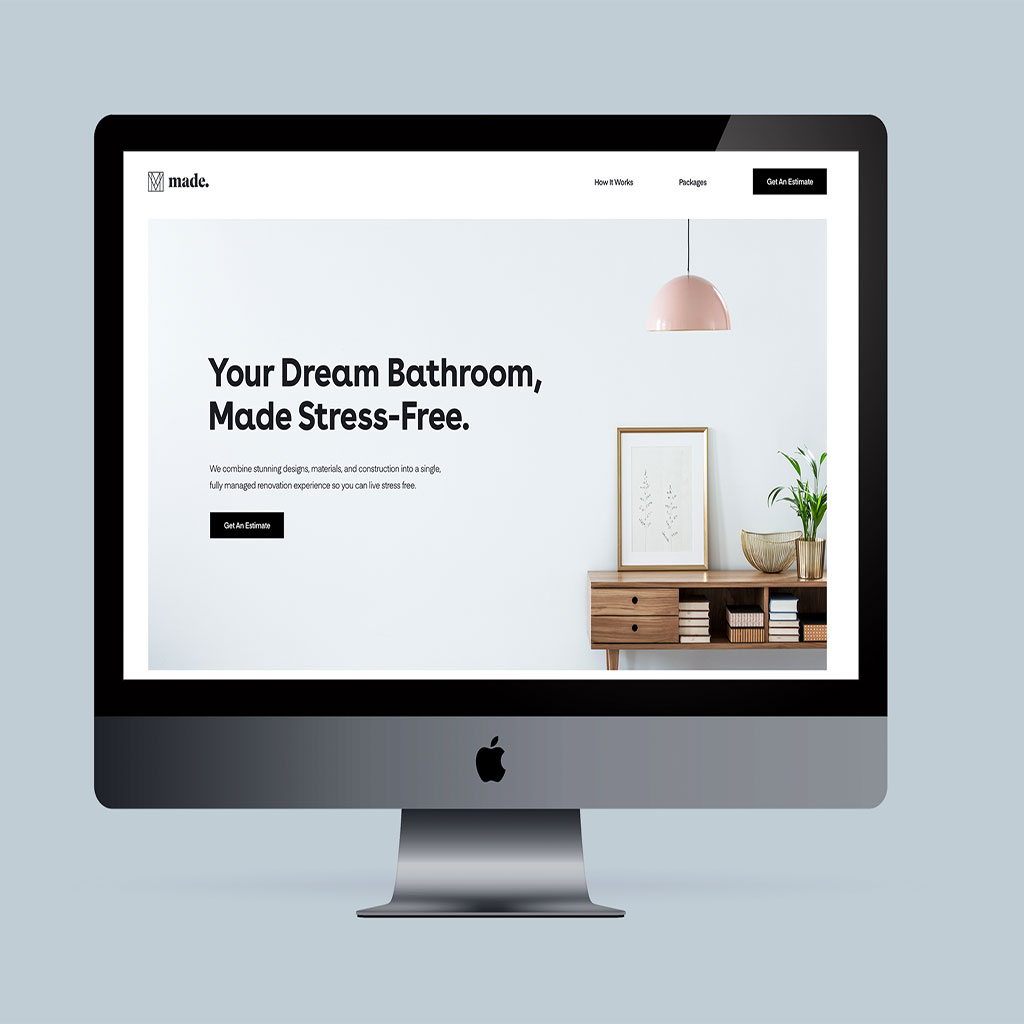 made.
How It Works
Packages
Get An Estimate
Your Dream Bathroom,
Made Stress-Free.
We combine stunning designs, materials, and construction into a single,
fully managed renovation experience so you can live stress free.
Get An Estimate